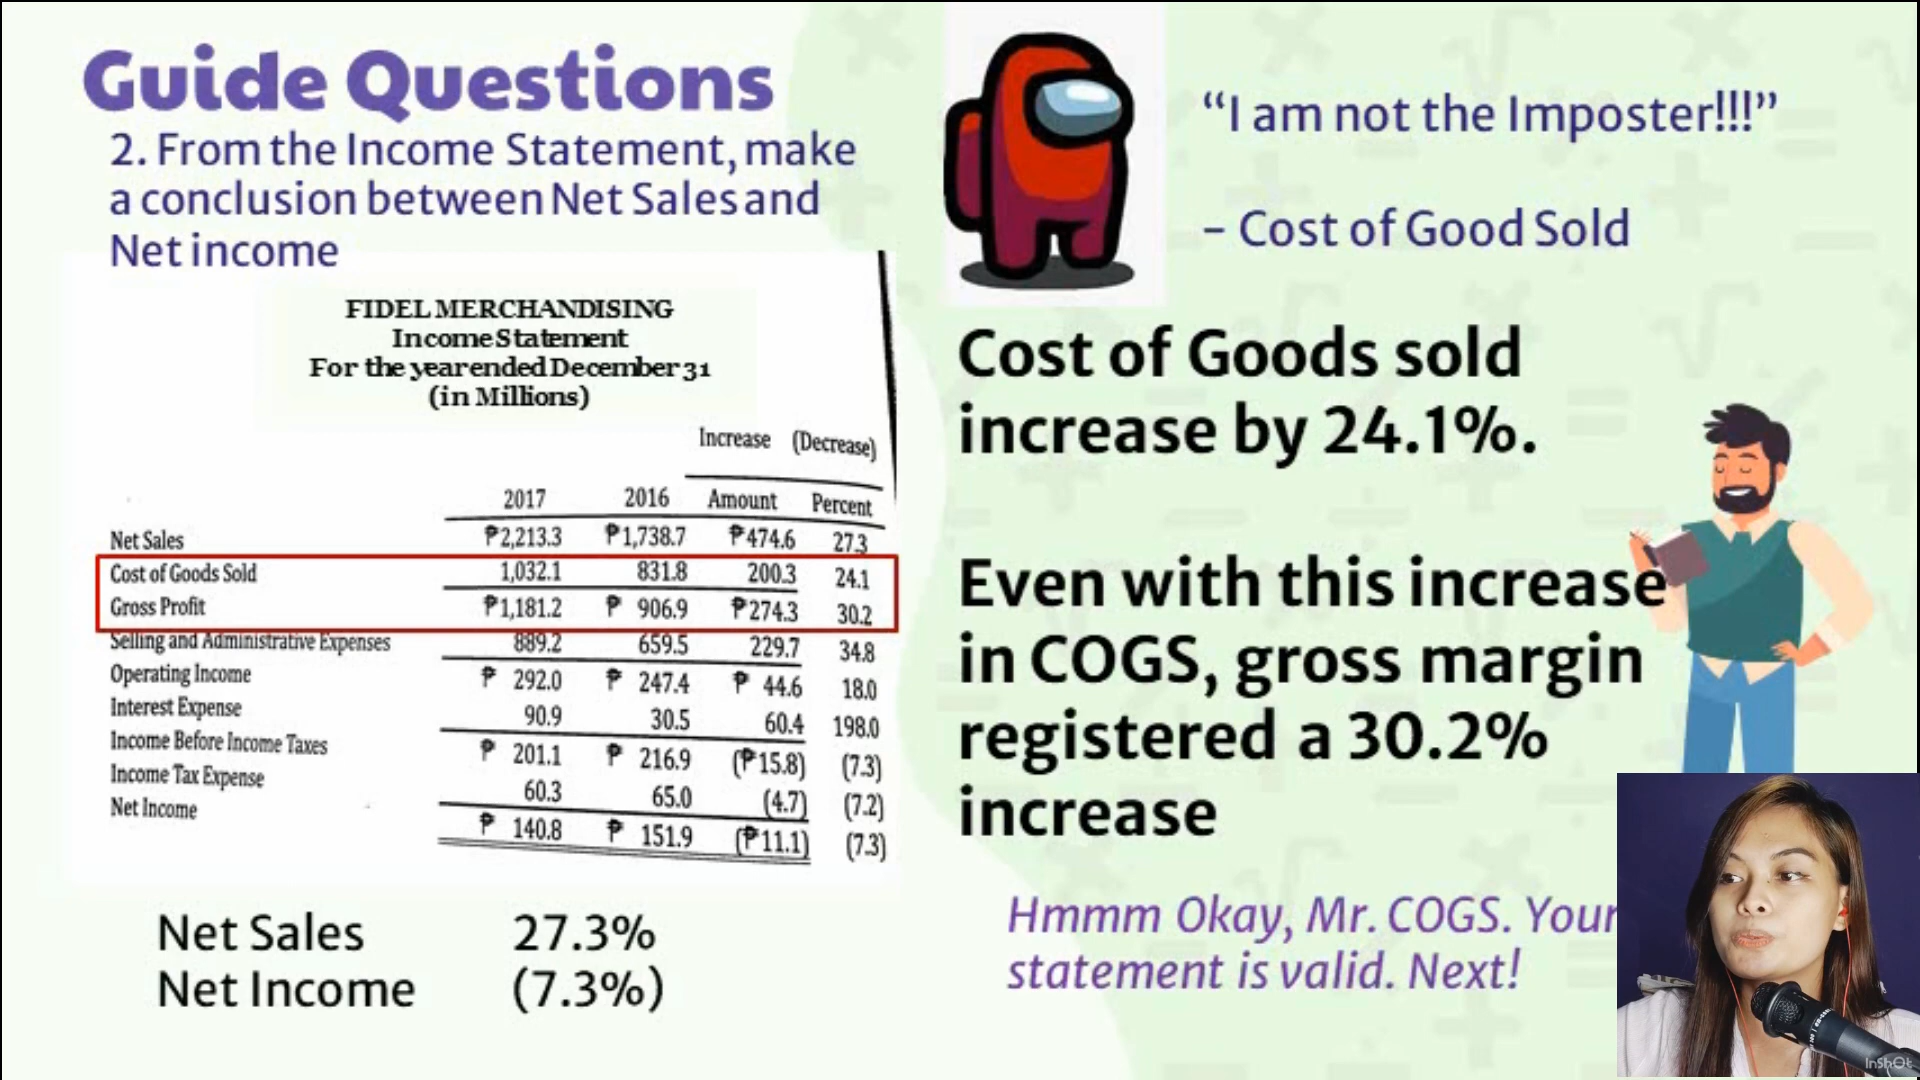 Guide Questions
2. From the Income Statement, make
a conclusion between Net Sales and
Net income
FIDEL MERCHANDISING
Income Statement
For the year ended December 31
(in Millions)
Increase (Decrease)
2017 2016 Amount Percent
Net Sales ₱2,213.3 ₱1,738.7 ₱474.6 27.3
Cost of Goods Sold 1,032.1 831.8 200.3 24.1
Gross Profit ₱1,181.2 ₱ 906.9 ₱274.3 30.2
Selling and Administrative Expenses 889.2 659.5 229.7 34.8
Operating Income ₱ 292.0 ₱ 247.4 ₱ 44.6 18.0
Interest Expense 90.9 30.5 60.4 198.0
Income Before Income Taxes ₱ 201.1 ₱ 216.9 (₱15.8) (7.3)
Income Tax Expense 60.3 65.0 (4.7) (7.2)
Net Income ₱ 140.8 ₱ 151.9 (₱11.1) (7.3)
Net Sales 27.3%
Net Income (7.3%)
“I am not the Imposter!!!”
– Cost of Good Sold
Cost of Goods sold
increase by 24.1%.
Even with this increase
in COGS, gross margin
registered a 30.2%
increase
Hmmm Okay, Mr. COGS. Your
statement is valid. Next!
InShOt